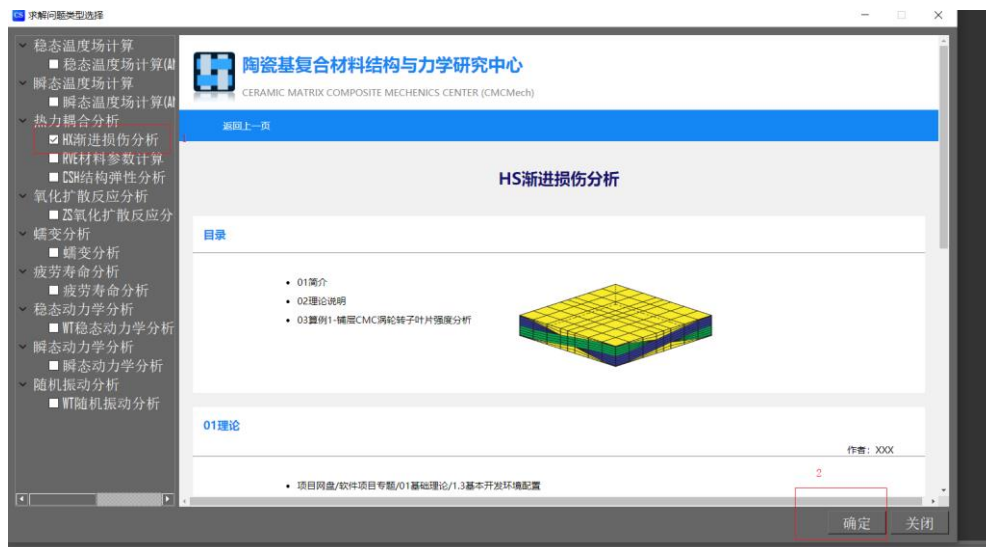 求解问题类型选择
稳态温度场计算
稳态温度场计算(AN
瞬态温度场计算
瞬态温度场计算(AN
热力耦合分析
HX渐进损伤分析
1
RVE材料参数计算
CSH结构弹性分析
氧化扩散反应分析
ZS氧化扩散反应分
蠕变分析
蠕变分析
疲劳寿命分析
疲劳寿命分析
稳态动力学分析
WT稳态动力学分析
瞬态动力学分析
瞬态动力学分析
随机振动分析
WT随机振动分析
陶瓷基复合材料结构与力学研究中心
CERAMIC MATRIX COMPOSITE MECHENICS CENTER (CMCMech)
返回上一页
HS渐进损伤分析
目录
01简介
02理论说明
03算例1-铺层CMC涡轮转子叶片强度分析
01理论
作者：XXX
项目网盘/软件项目专题/01基础理论/1.3基本开发环境配置
2
确定
关闭